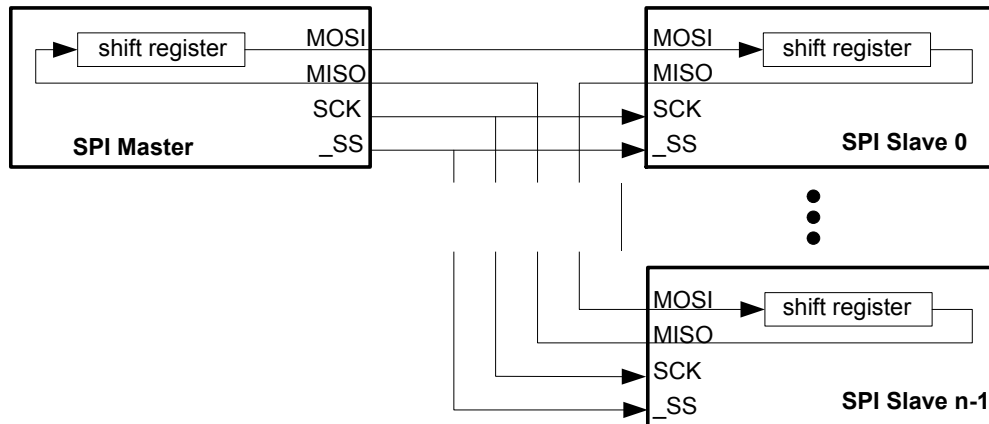 shift register
MOSI
MISO
SCK
_SS
SPI Master
MOSI
shift register
MISO
SCK
_SS
SPI Slave 0
MOSI
shift register
MISO
SCK
_SS
SPI Slave n-1